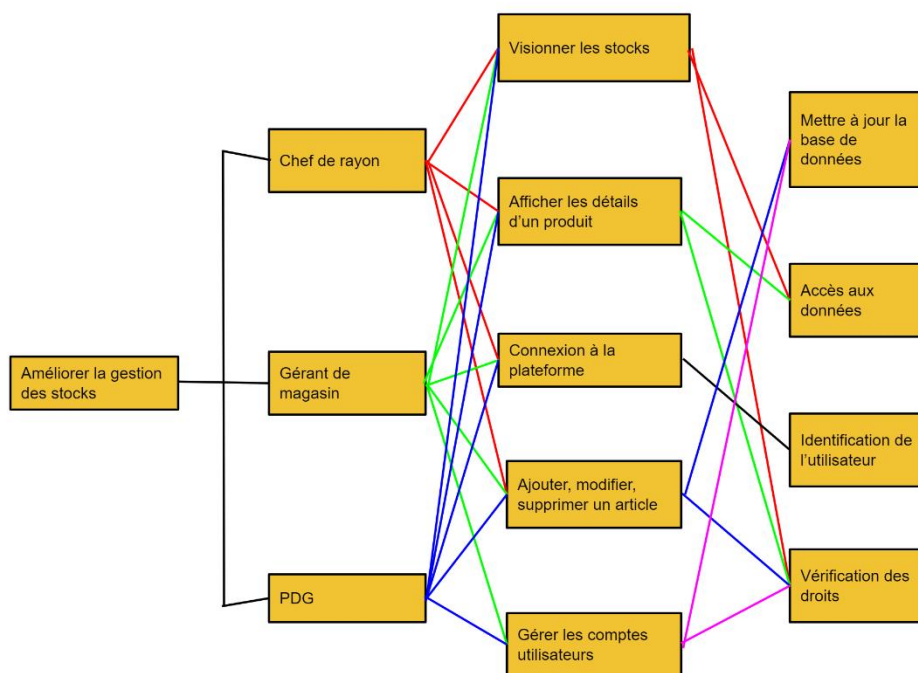 Améliorer la gestion
des stocks
Chef de rayon
Gérant de
magasin
PDG
Visionner les stocks
Afficher les détails
d'un produit
Connexion à la
plateforme
Ajouter, modifier,
supprimer un article
Gérer les comptes
utilisateurs
Mettre à jour la
base de
données
Accès aux
données
Identification de
l'utilisateur
Vérification des
droits